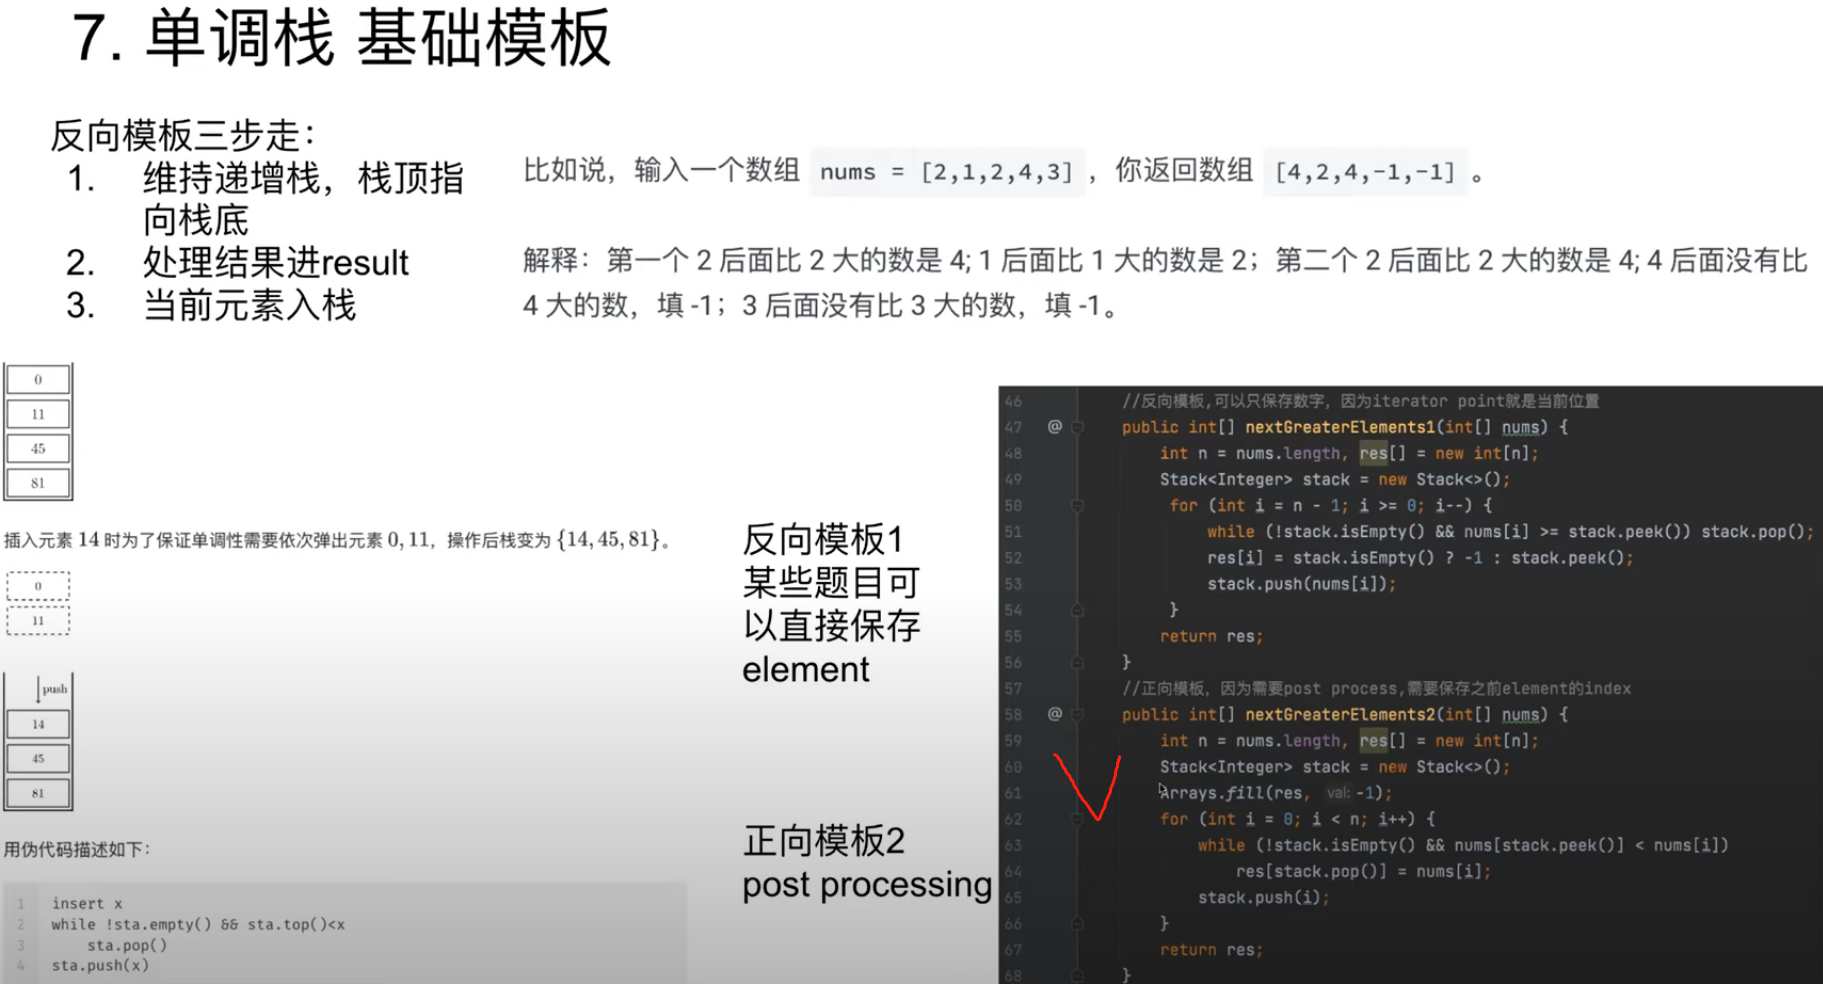 7. 单调栈 基础模板
反向模板三步走：
1. 维持递增栈，栈顶指
向栈底
2. 处理结果进result
3. 当前元素入栈
比如说，输入一个数组 nums = [2,1,2,4,3] ，你返回数组 [4,2,4,-1,-1] 。
解释：第一个 2 后面比 2 大的数是 4; 1 后面比 1 大的数是 2；第二个 2 后面比 2 大的数是 4; 4 后面没有比
4 大的数，填 -1；3 后面没有比 3 大的数，填 -1。
0
11
45
81
插入元素 14 时为了保证单调性需要依次弹出元素 0, 11，操作后栈变为 {14, 45, 81}。
0
11
push
14
45
81
用伪代码描述如下：
1 insert x
2 while !sta.empty() && sta.top()<x
3 sta.pop()
4 sta.push(x)
反向模板1
某些题目可
以直接保存
element
正向模板2
post processing
46 //反向模板,可以只保存数字，因为iterator point就是当前位置
47 @ public int[] nextGreaterElements1(int[] nums) {
48 int n = nums.length, res[] = new int[n];
49 Stack<Integer> stack = new Stack<>();
50 for (int i = n - 1; i >= 0; i--) {
51 while (!stack.isEmpty() && nums[i] >= stack.peek()) stack.pop();
52 res[i] = stack.isEmpty() ? -1 : stack.peek();
53 stack.push(nums[i]);
54 }
55 return res;
56 }
57 //正向模板，因为需要post process,需要保存之前element的index
58 @ public int[] nextGreaterElements2(int[] nums) {
59 int n = nums.length, res[] = new int[n];
60 Stack<Integer> stack = new Stack<>();
61 Arrays.fill(res, val: -1);
62 for (int i = 0; i < n; i++) {
63 while (!stack.isEmpty() && nums[stack.peek()] < nums[i])
64 res[stack.pop()] = nums[i];
65 stack.push(i);
66 }
67 return res;
68 }